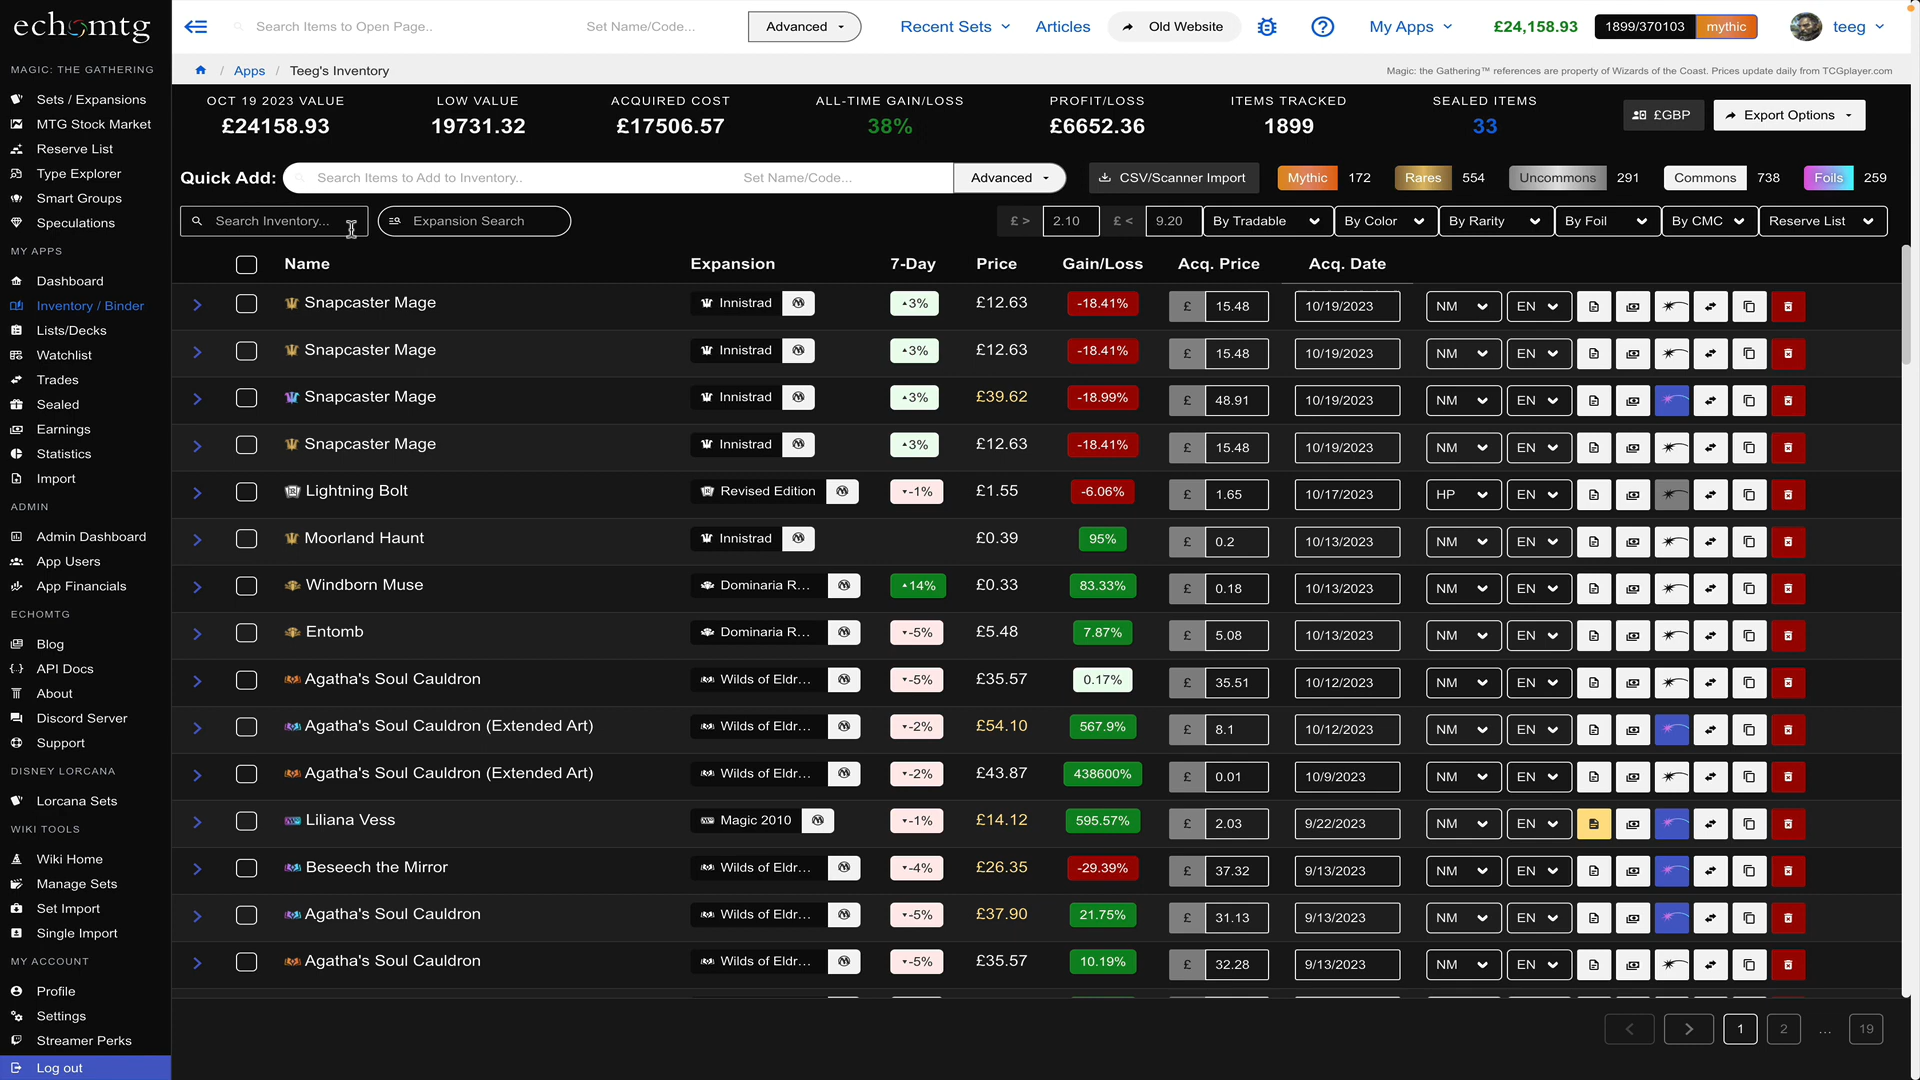 echomtg
Search Items to Open Page..
Set Name/Code...
Advanced
Recent Sets
Articles
Old Website
My Apps
£24,158.93
1899/370103
mythic
teeg
Apps / Teeg's Inventory
Magic: the Gathering™ references are property of Wizards of the Coast. Prices update daily from TCGplayer.com
MAGIC: THE GATHERING
Sets / Expansions
MTG Stock Market
Reserve List
Type Explorer
Smart Groups
Speculations
MY APPS
Dashboard
Inventory / Binder
Lists/Decks
Watchlist
Trades
Sealed
Earnings
Statistics
Import
ADMIN
Admin Dashboard
App Users
App Financials
ECHOMTG
Blog
API Docs
About
Discord Server
Support
DISNEY LORCANA
Lorcana Sets
WIKI TOOLS
Wiki Home
Manage Sets
Set Import
Single Import
MY ACCOUNT
Profile
Settings
Streamer Perks
Log out
OCT 19 2023 VALUE
£24158.93
LOW VALUE
19731.32
ACQUIRED COST
£17506.57
ALL-TIME GAIN/LOSS
38%
PROFIT/LOSS
£6652.36
ITEMS TRACKED
1899
SEALED ITEMS
33
£GBP
Export Options
Quick Add:
Search Items to Add to Inventory..
Set Name/Code...
Advanced
CSV/Scanner Import
Mythic 172
Rares 554
Uncommons 291
Commons 738
Foils 259
Search Inventory...
Expansion Search
£ > 2.10
£ < 9.20
By Tradable
By Color
By Rarity
By Foil
By CMC
Reserve List
Name Expansion 7-Day Price Gain/Loss Acq. Price Acq. Date
Snapcaster Mage Innistrad 3% £12.63 -18.41% £ 15.48 10/19/2023 NM EN
Snapcaster Mage Innistrad 3% £12.63 -18.41% £ 15.48 10/19/2023 NM EN
Snapcaster Mage Innistrad 3% £39.62 -18.99% £ 48.91 10/19/2023 NM EN
Snapcaster Mage Innistrad 3% £12.63 -18.41% £ 15.48 10/19/2023 NM EN
Lightning Bolt Revised Edition -1% £1.55 -6.06% £ 1.65 10/17/2023 HP EN
Moorland Haunt Innistrad £0.39 95% £ 0.2 10/13/2023 NM EN
Windborn Muse Dominaria R... 14% £0.33 83.33% £ 0.18 10/13/2023 NM EN
Entomb Dominaria R... -5% £5.48 7.87% £ 5.08 10/13/2023 NM EN
Agatha's Soul Cauldron Wilds of Eldr... -5% £35.57 0.17% £ 35.51 10/12/2023 NM EN
Agatha's Soul Cauldron (Extended Art) Wilds of Eldr... -2% £54.10 567.9% £ 8.1 10/12/2023 NM EN
Agatha's Soul Cauldron (Extended Art) Wilds of Eldr... -2% £43.87 438600% £ 0.01 10/9/2023 NM EN
Liliana Vess Magic 2010 -1% £14.12 595.57% £ 2.03 9/22/2023 NM EN
Beseech the Mirror Wilds of Eldr... -4% £26.35 -29.39% £ 37.32 9/13/2023 NM EN
Agatha's Soul Cauldron Wilds of Eldr... -5% £37.90 21.75% £ 31.13 9/13/2023 NM EN
Agatha's Soul Cauldron Wilds of Eldr... -5% £35.57 10.19% £ 32.28 9/13/2023 NM EN
1 2 ... 19